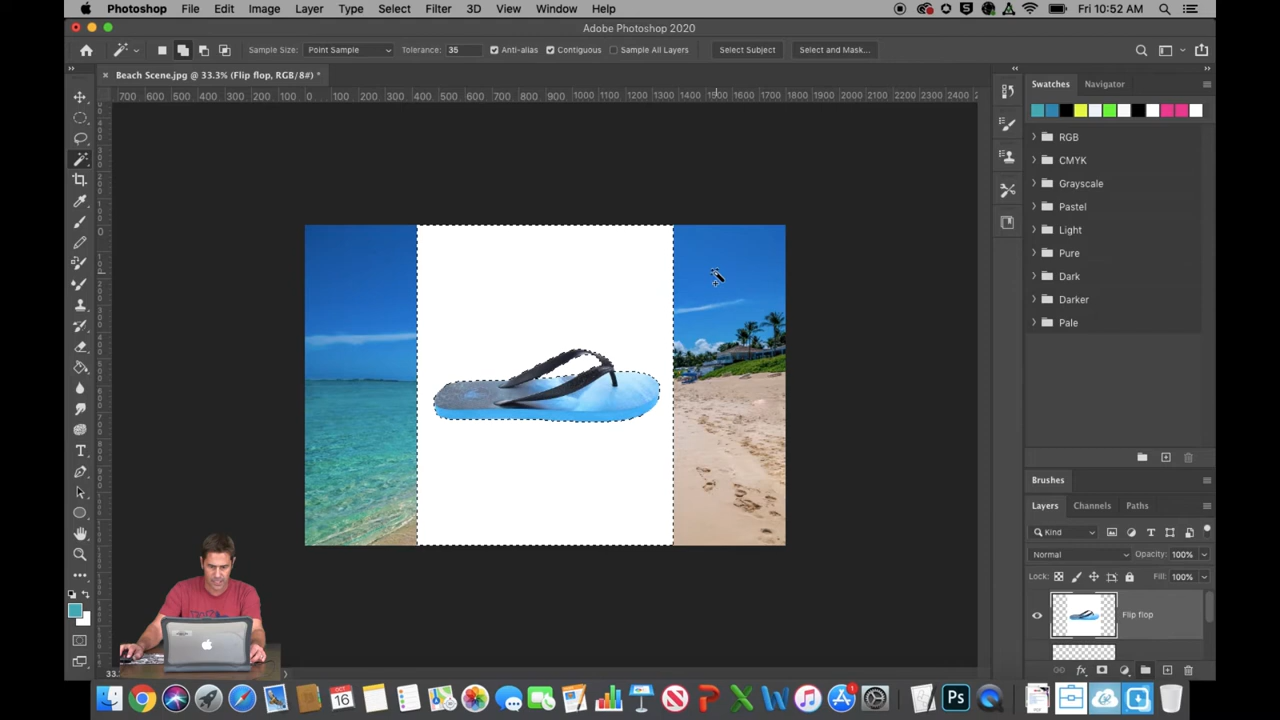 Photoshop File Edit Image Layer Type Select Filter 3D View Window Help Fri 10:52 AM
Adobe Photoshop 2020
Sample Size: Point Sample Tolerance: 35 Anti-alias Contiguous Sample All Layers Select Subject Select and Mask...
Beach Scene.jpg @ 33.3% (Flip flop, RGB/8#) *
700 600 500 400 300 200 100 0 100 200 300 400 500 600 700 800 900 1000 1100 1200 1300 1400 1500 1600 1700 1800 1900 2000 2100 2200 2300 2400
Swatches Navigator
RGB
CMYK
Grayscale
Pastel
Light
Pure
Dark
Darker
Pale
Brushes
Layers Channels Paths
Kind
Normal Opacity: 100%
Lock: Fill: 100%
Flip flop
33.
OCT
16
Ps